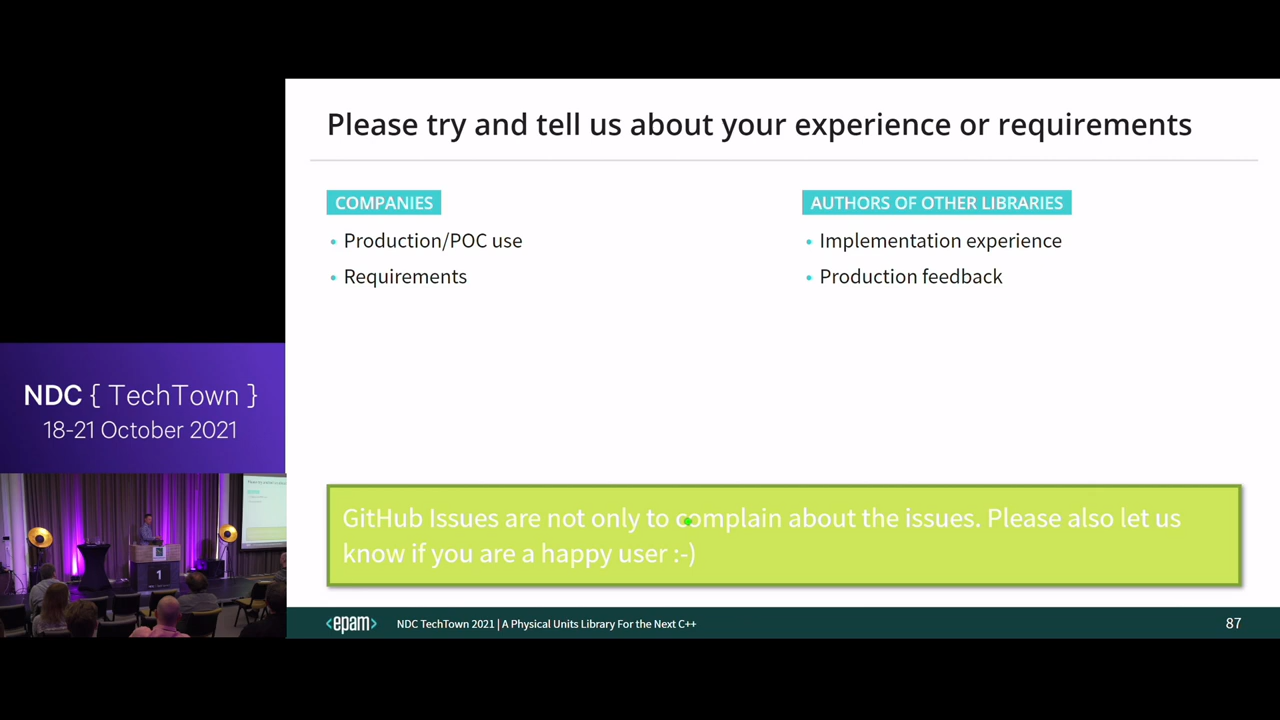 Please try and tell us about your experience or requirements
COMPANIES
• Production/POC use
• Requirements
AUTHORS OF OTHER LIBRARIES
• Implementation experience
• Production feedback
NDC { TechTown }
18-21 October 2021
1
GitHub Issues are not only to complain about the issues. Please also let us
know if you are a happy user :-)
<epam>
NDC TechTown 2021 | A Physical Units Library For the Next C++
87